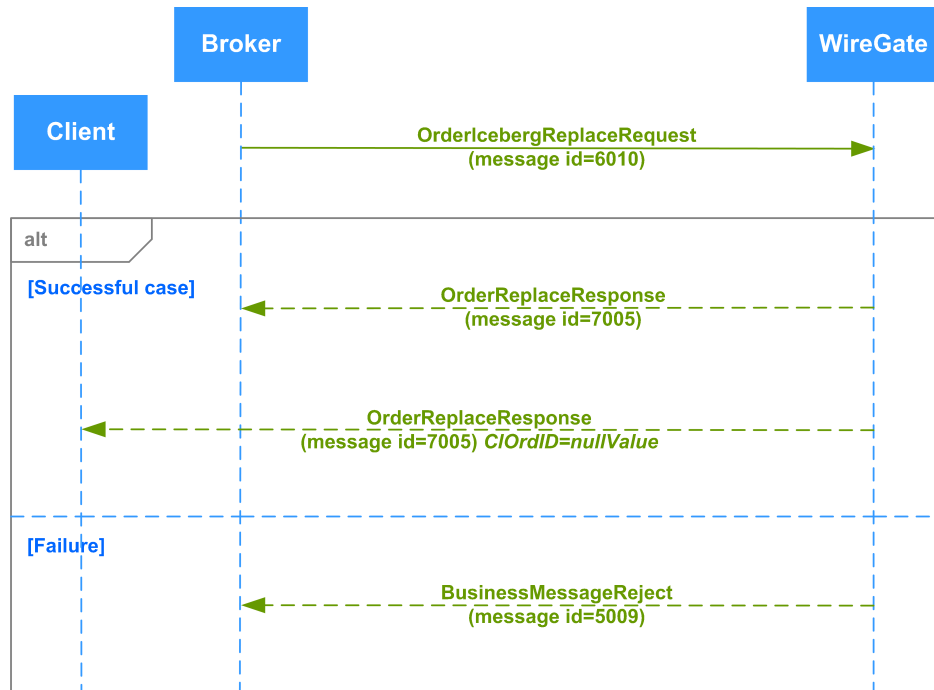 Broker
WireGate
Client
OrderIcebergReplaceRequest
(message id=6010)
alt
[Successful case]
OrderReplaceResponse
(message id=7005)
OrderReplaceResponse
(message id=7005) ClOrdID=nullValue
[Failure]
BusinessMessageReject
(message id=5009)